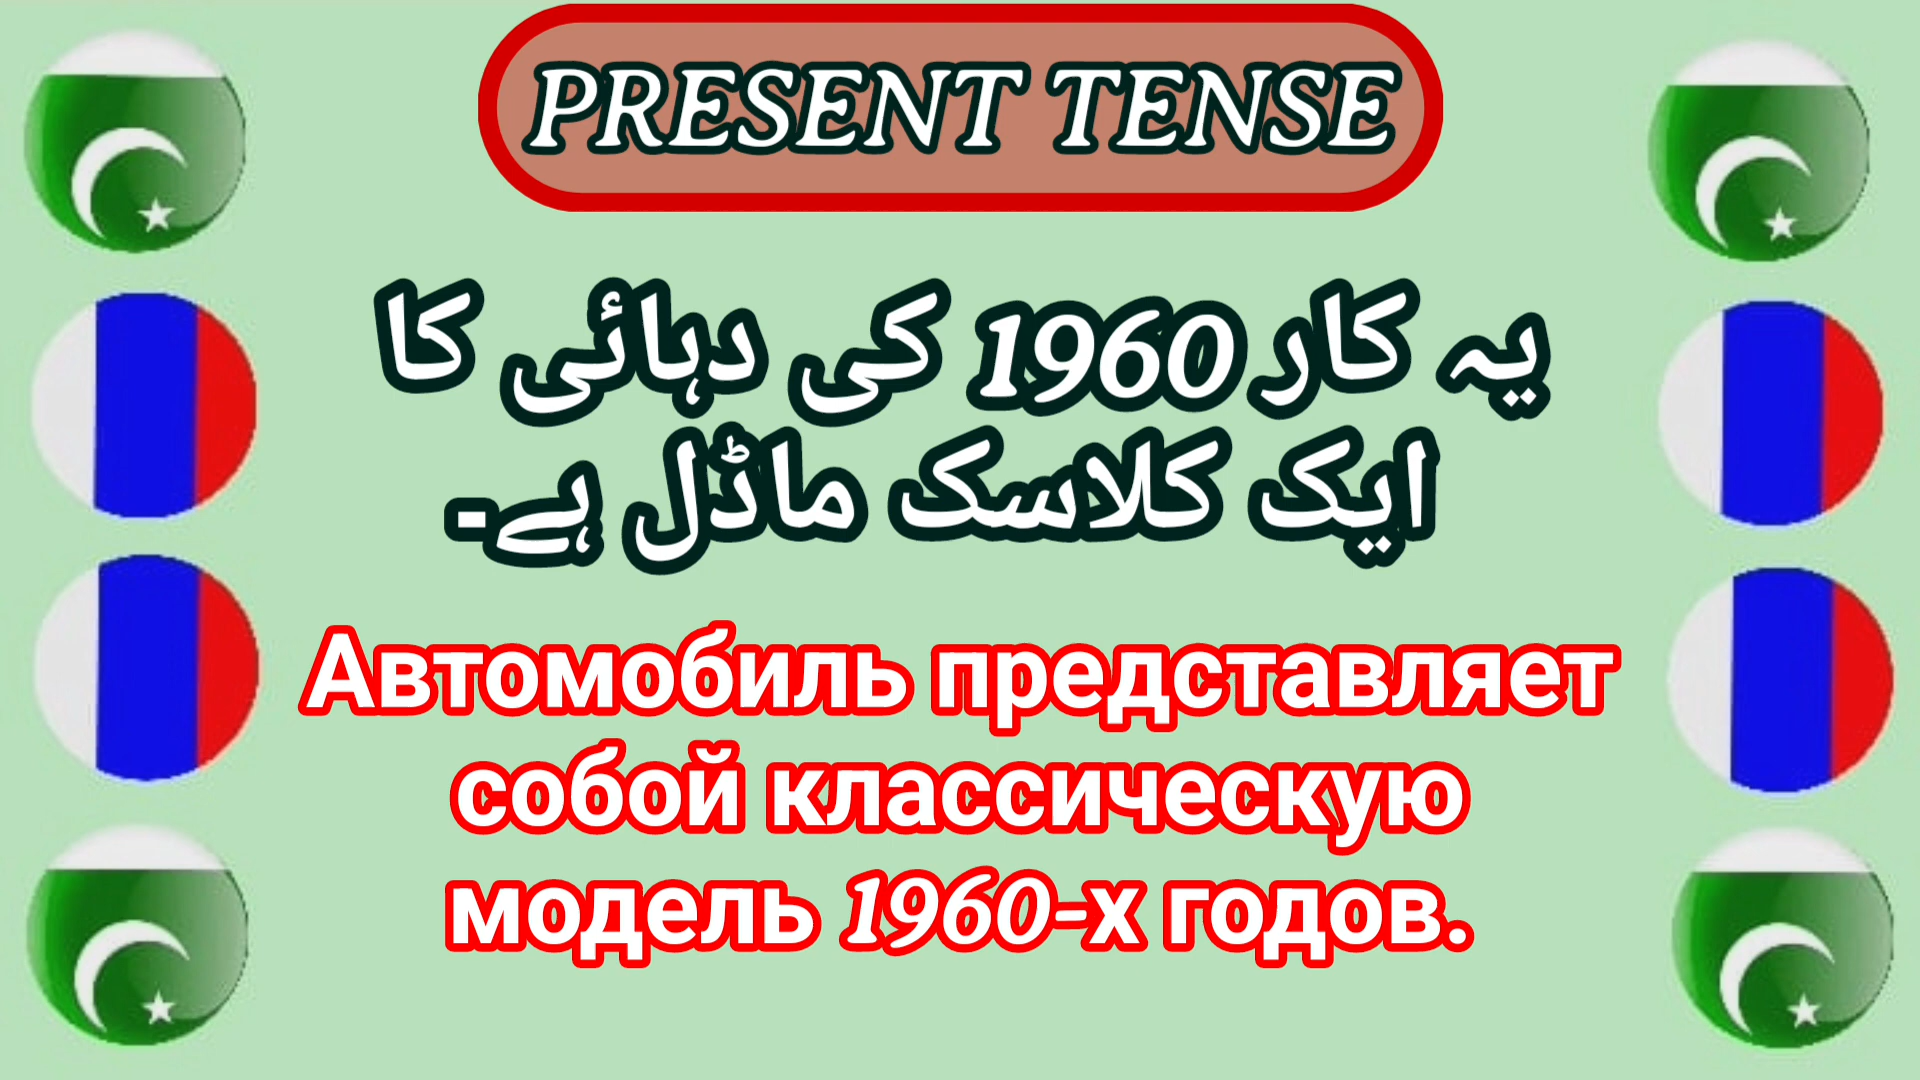 PRESENT TENSE
یہ کار 1960 کی دہائی کا
ایک کلاسک ماڈل ہے۔
Автомобиль представляет
собой классическую
модель 1960-х годов.